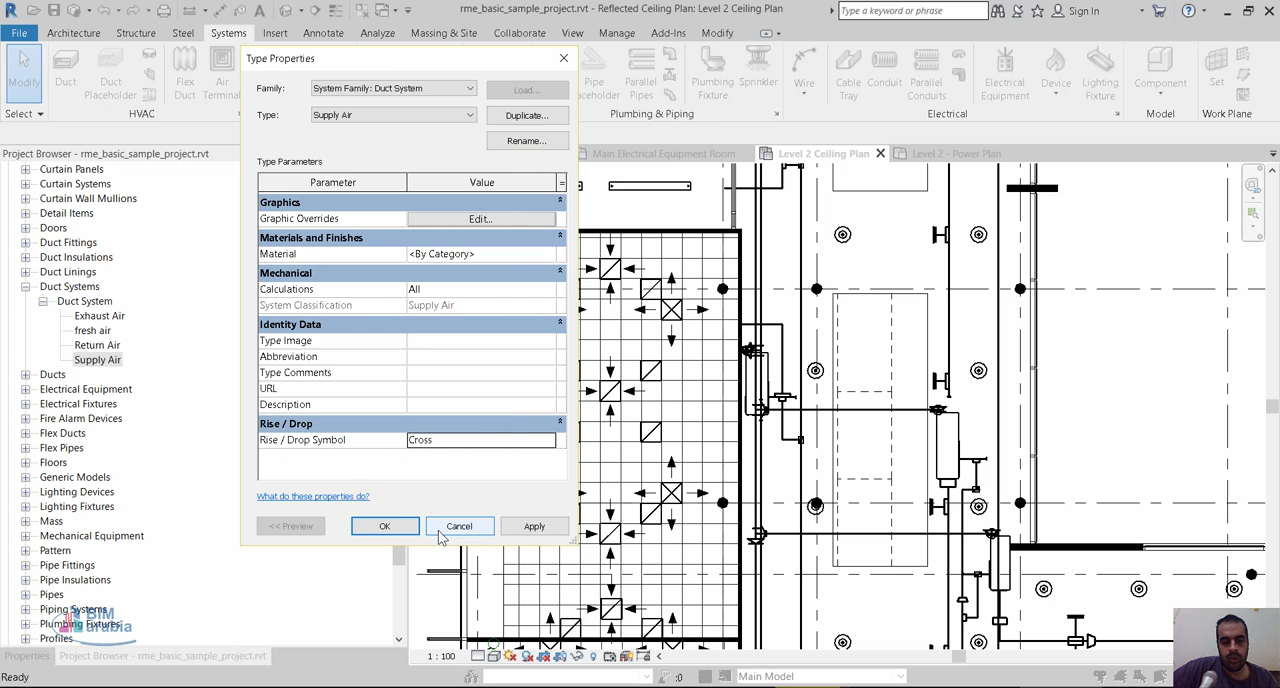 rme_basic_sample_project.rvt - Reflected Ceiling Plan: Level 2 Ceiling Plan
Type a keyword or phrase
Sign In
File
Architecture
Structure
Steel
Systems
Insert
Annotate
Analyze
Massing & Site
Collaborate
View
Manage
Add-Ins
Modify
Modify
Duct
Duct
Placeholder
Flex
Duct
Air
Termina
Pipe
aceholder
Parallel
Pipes
Plumbing
Fixture
Sprinkler
Wire
Cable
Tray
Conduit
Parallel
Conduits
Electrical
Equipment
Device
Lighting
Fixture
Component
Set
Select
HVAC
Plumbing & Piping
Electrical
Model
Work Plane
Project Browser - rme_basic_sample_project.rvt
Main Electrical Equipment Room
Level 2 Ceiling Plan
Level 2 - Power Plan
Curtain Panels
Curtain Systems
Curtain Wall Mullions
Detail Items
Doors
Duct Fittings
Duct Insulations
Duct Linings
Duct Systems
Duct System
Exhaust Air
fresh air
Return Air
Supply Air
Ducts
Electrical Equipment
Electrical Fixtures
Fire Alarm Devices
Flex Ducts
Flex Pipes
Floors
Generic Models
Lighting Devices
Lighting Fixtures
Mass
Mechanical Equipment
Pattern
Pipe Fittings
Pipe Insulations
Pipes
Piping Systems
Plumbing Fixtures
Profiles
BIM
arabia
Properties
Project Browser - rme_basic_sample_project.rvt
Type Properties
Family:
System Family: Duct System
Load...
Type:
Supply Air
Duplicate...
Rename...
Type Parameters
Parameter
Value
=
Graphics
Graphic Overrides
Edit...
Materials and Finishes
Material
<By Category>
Mechanical
Calculations
All
System Classification
Supply Air
Identity Data
Type Image
Abbreviation
Type Comments
URL
Description
Rise / Drop
Rise / Drop Symbol
Cross
What do these properties do?
<< Preview
OK
Cancel
Apply
1 : 100
Ready
:0
Main Model